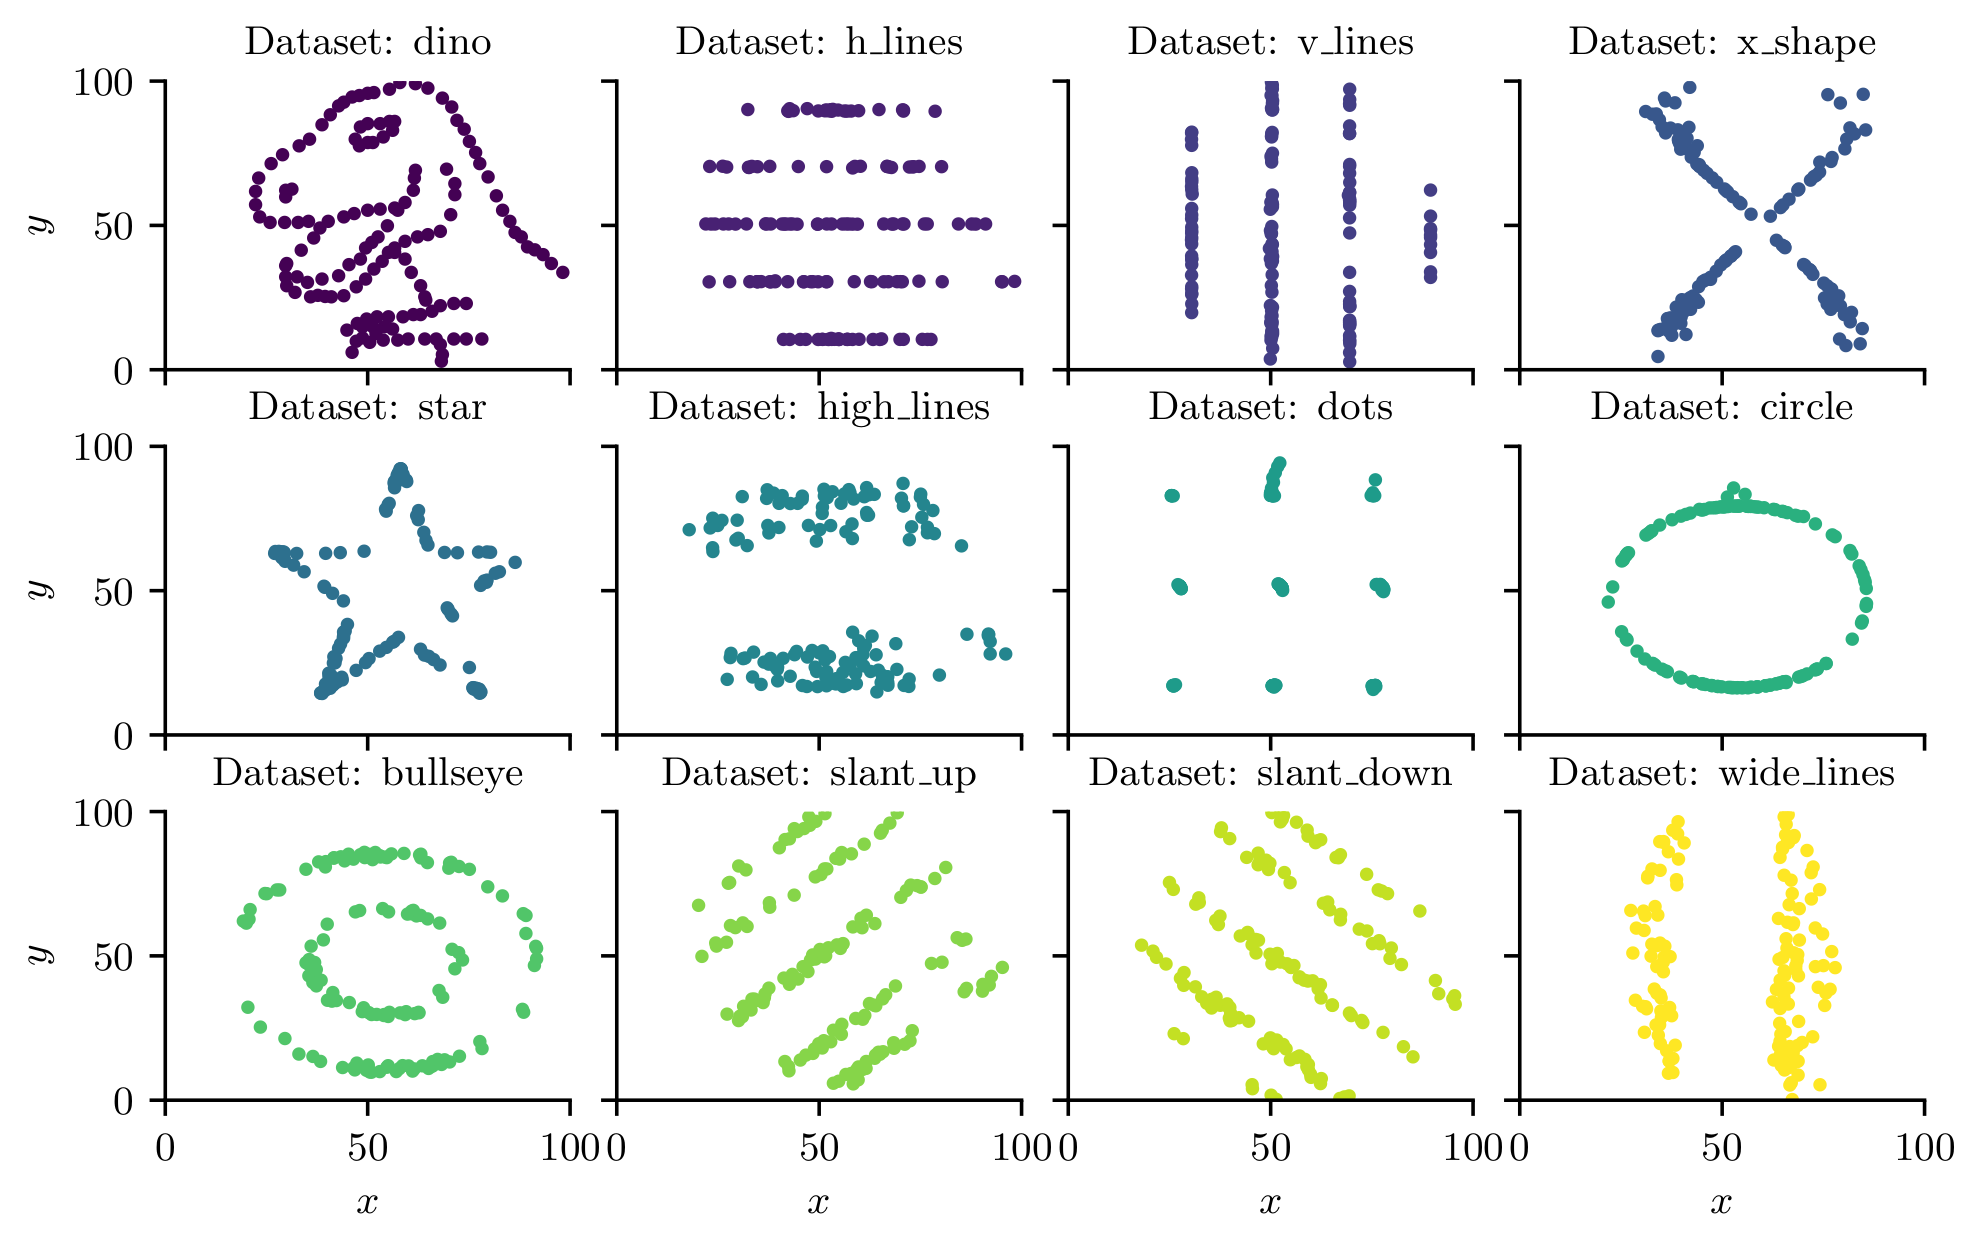 Dataset: dino Dataset: h_lines Dataset: v_lines Dataset: x_shape
100
50
0
y
Dataset: star Dataset: high_lines Dataset: dots Dataset: circle
100
50
0
y
Dataset: bullseye Dataset: slant_up Dataset: slant_down Dataset: wide_lines
100
50
0
y
0 50 100 0 50 100 0 50 100 0 50 100
x x x x